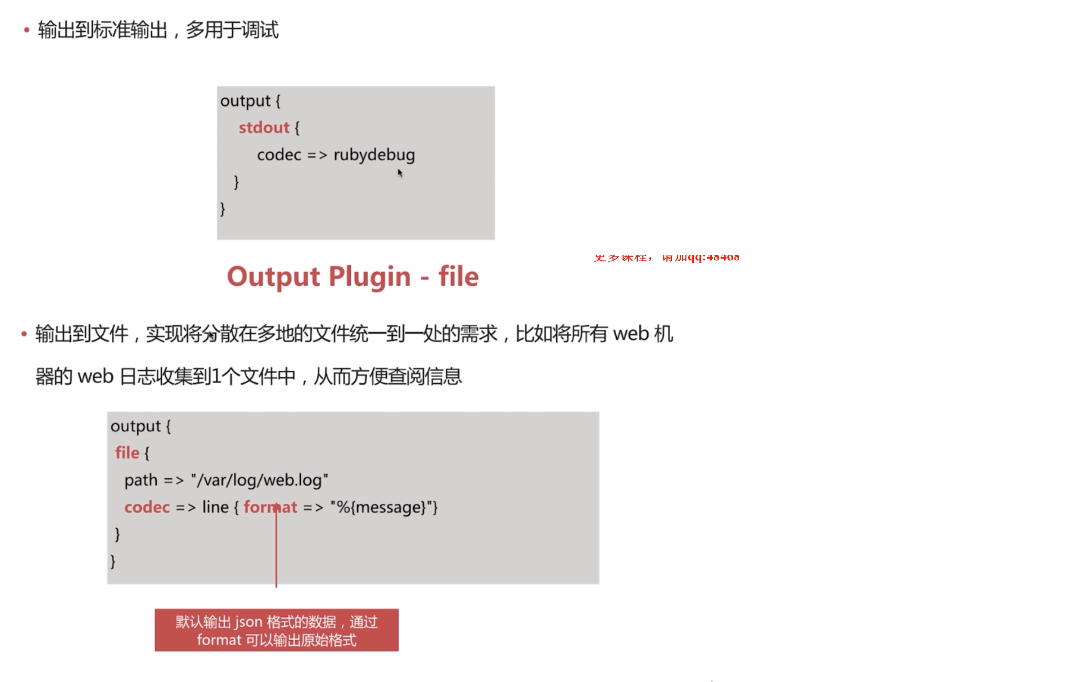 • 输出到标准输出，多用于调试
output {
stdout {
codec => rubydebug
}
}
更多课程，请加qq:48468
Output Plugin - file
• 输出到文件，实现将分散在多地的文件统一到一处的需求，比如将所有 web 机
器的 web 日志收集到1个文件中，从而方便查阅信息
output {
file {
path => "/var/log/web.log"
codec => line { format => "%{message}"}
}
}
默认输出 json 格式的数据，通过
format 可以输出原始格式